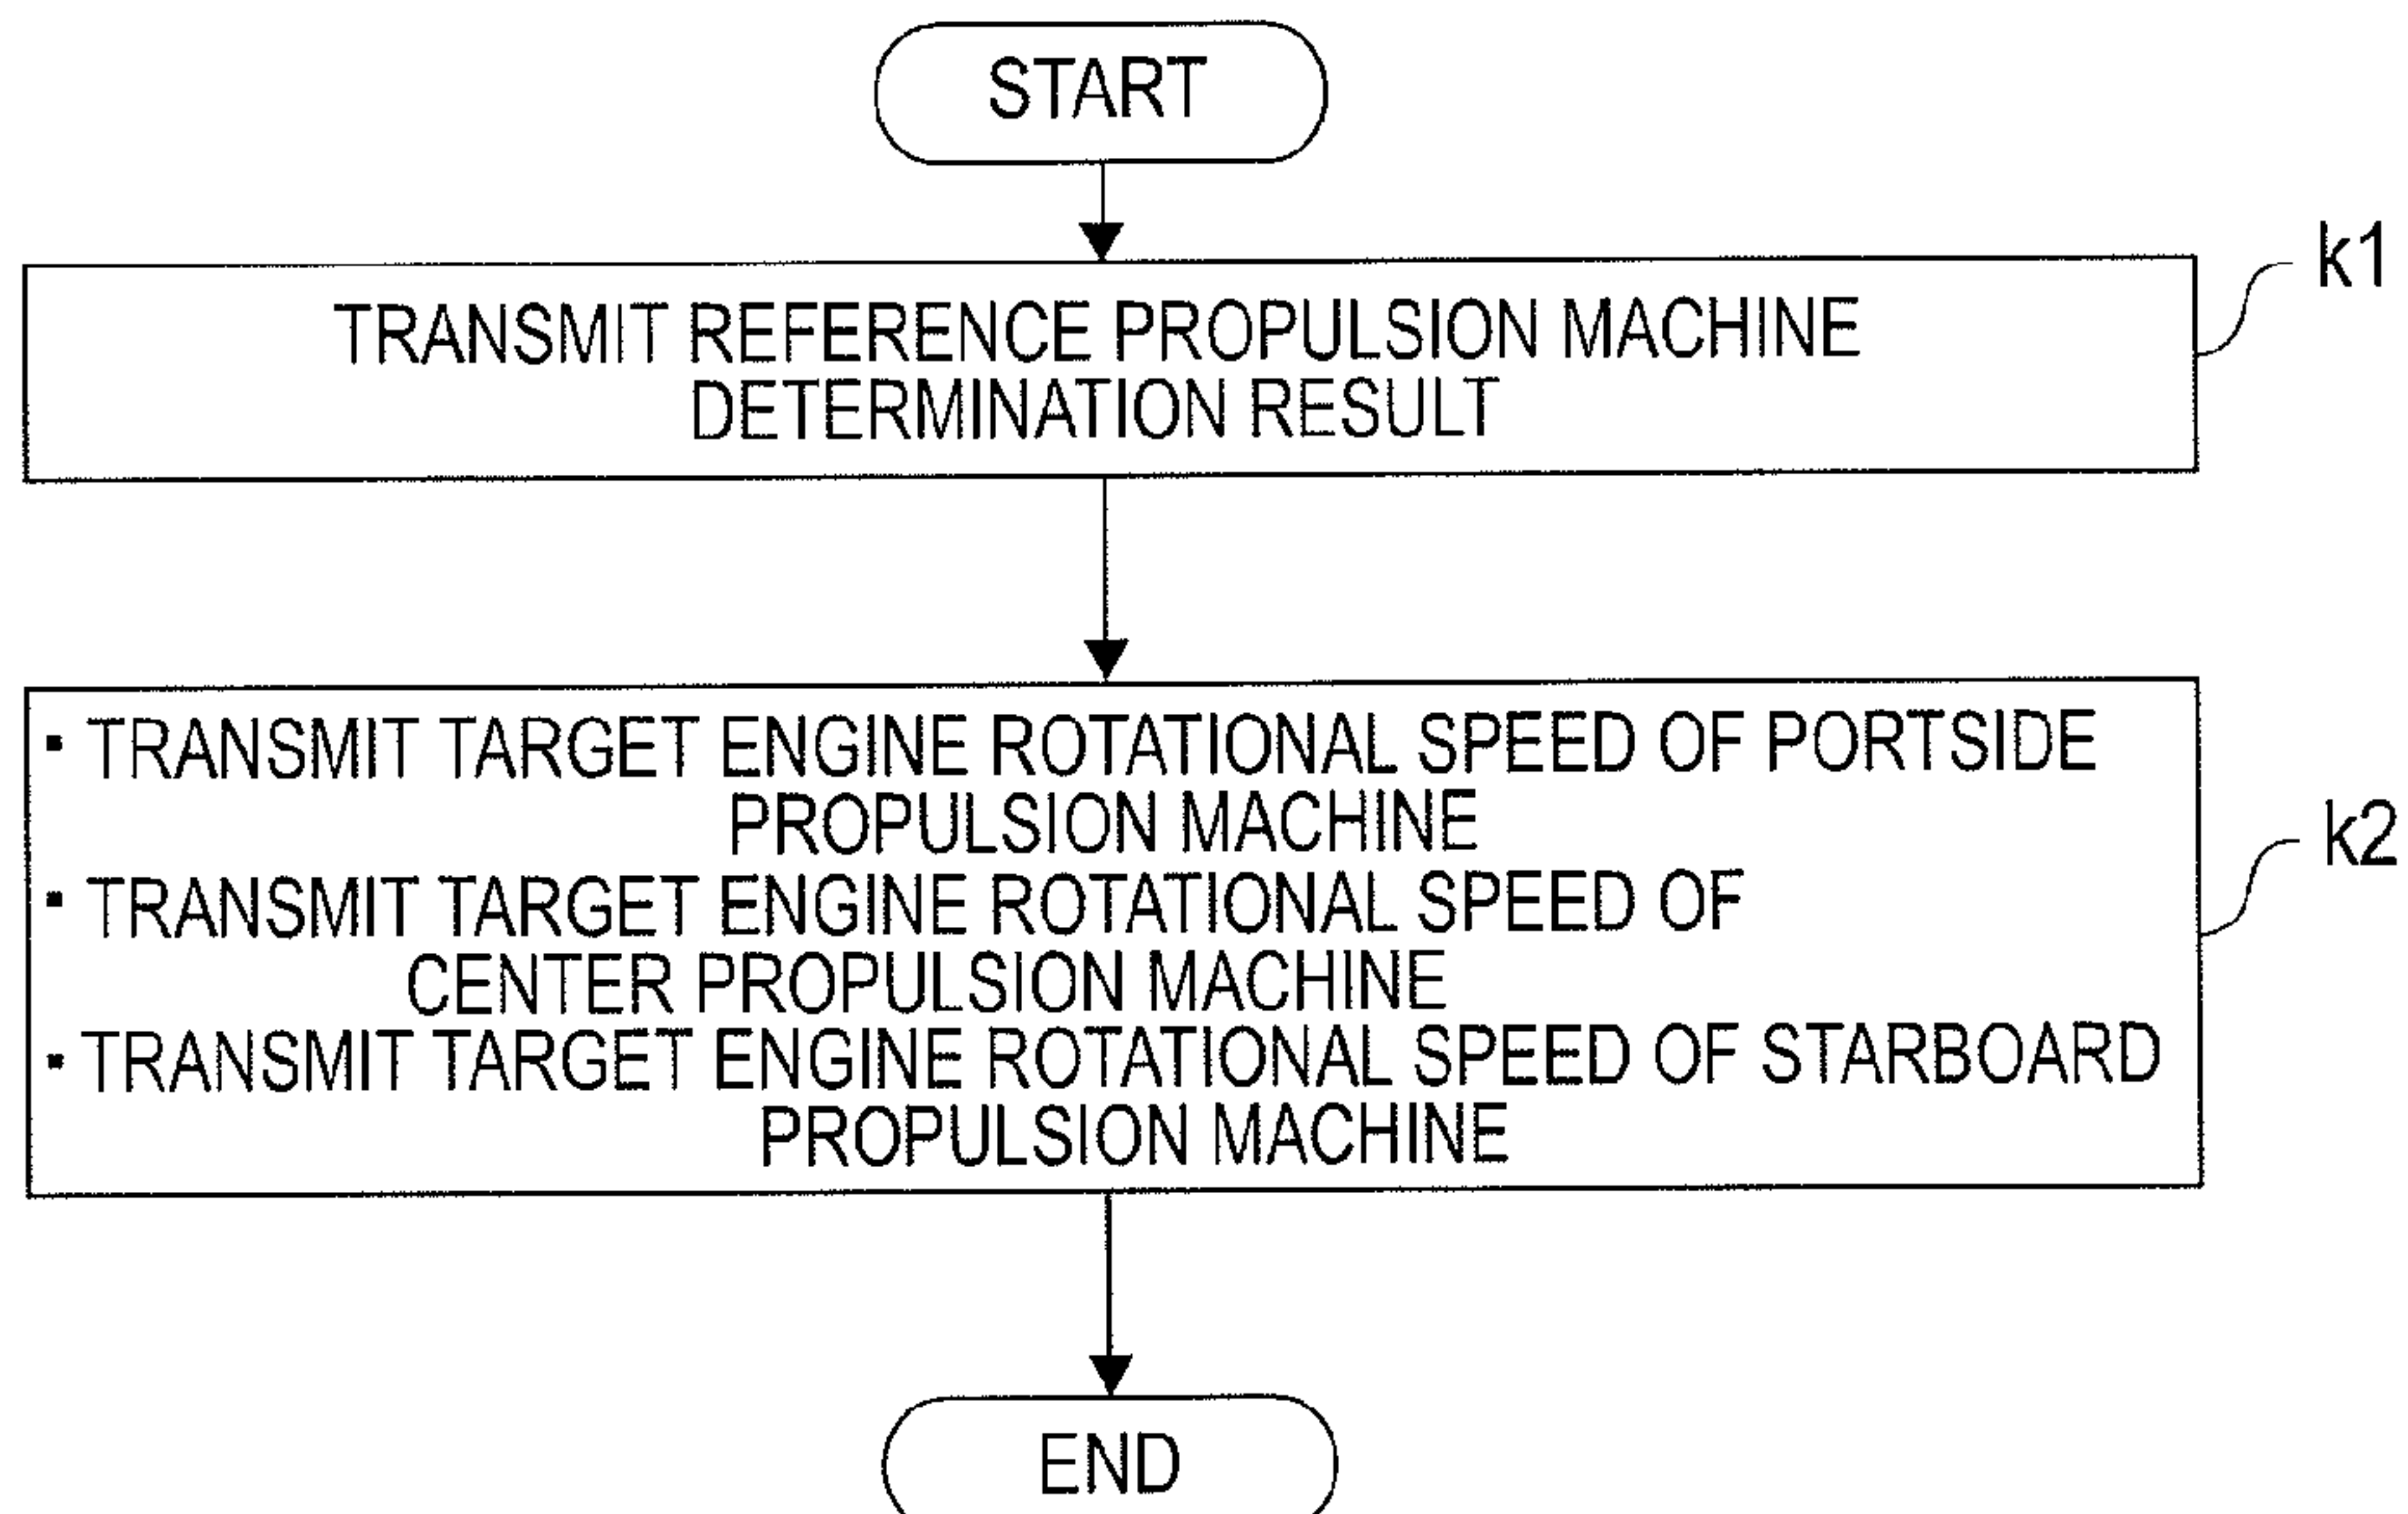 START
k1
TRANSMIT REFERENCE PROPULSION MACHINE
DETERMINATION RESULT
▪ TRANSMIT TARGET ENGINE ROTATIONAL SPEED OF PORTSIDE
PROPULSION MACHINE
k2
▪ TRANSMIT TARGET ENGINE ROTATIONAL SPEED OF
CENTER PROPULSION MACHINE
▪ TRANSMIT TARGET ENGINE ROTATIONAL SPEED OF STARBOARD
PROPULSION MACHINE
END